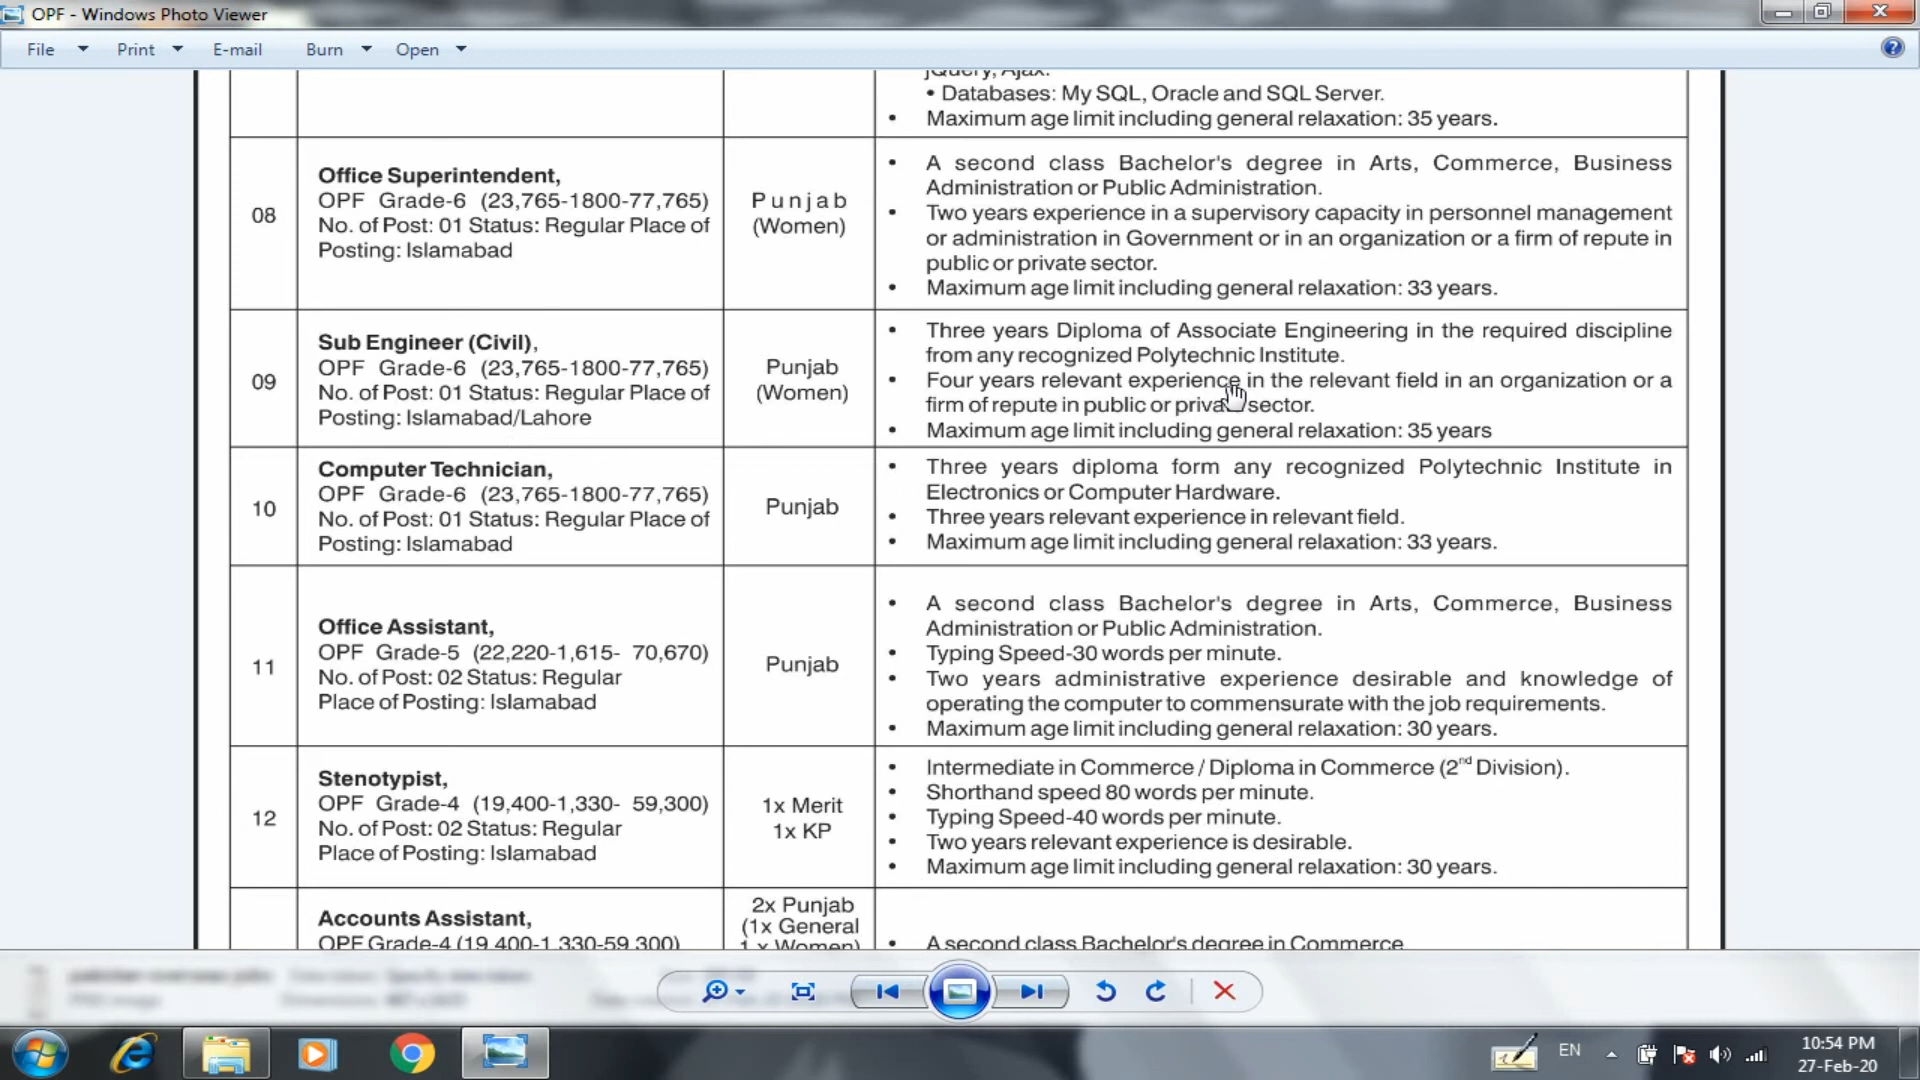 OPF - Windows Photo Viewer
File Print E-mail Burn Open
jQuery, Ajax.
• Databases: My SQL, Oracle and SQL Server.
• Maximum age limit including general relaxation: 35 years.
08
Office Superintendent,
OPF Grade-6 (23,765-1800-77,765)
No. of Post: 01 Status: Regular Place of
Posting: Islamabad
Punjab
(Women)
• A second class Bachelor's degree in Arts, Commerce, Business
Administration or Public Administration.
• Two years experience in a supervisory capacity in personnel management
or administration in Government or in an organization or a firm of repute in
public or private sector.
• Maximum age limit including general relaxation: 33 years.
09
Sub Engineer (Civil),
OPF Grade-6 (23,765-1800-77,765)
No. of Post: 01 Status: Regular Place of
Posting: Islamabad/Lahore
Punjab
(Women)
• Three years Diploma of Associate Engineering in the required discipline
from any recognized Polytechnic Institute.
• Four years relevant experience in the relevant field in an organization or a
firm of repute in public or private sector.
• Maximum age limit including general relaxation: 35 years
10
Computer Technician,
OPF Grade-6 (23,765-1800-77,765)
No. of Post: 01 Status: Regular Place of
Posting: Islamabad
Punjab
• Three years diploma form any recognized Polytechnic Institute in
Electronics or Computer Hardware.
• Three years relevant experience in relevant field.
• Maximum age limit including general relaxation: 33 years.
11
Office Assistant,
OPF Grade-5 (22,220-1,615- 70,670)
No. of Post: 02 Status: Regular
Place of Posting: Islamabad
Punjab
• A second class Bachelor's degree in Arts, Commerce, Business
Administration or Public Administration.
• Typing Speed-30 words per minute.
• Two years administrative experience desirable and knowledge of
operating the computer to commensurate with the job requirements.
• Maximum age limit including general relaxation: 30 years.
12
Stenotypist,
OPF Grade-4 (19,400-1,330- 59,300)
No. of Post: 02 Status: Regular
Place of Posting: Islamabad
1x Merit
1x KP
• Intermediate in Commerce / Diploma in Commerce (2nd Division).
• Shorthand speed 80 words per minute.
• Typing Speed-40 words per minute.
• Two years relevant experience is desirable.
• Maximum age limit including general relaxation: 30 years.
Accounts Assistant,
OPF Grade-4 (19,400-1,330-59,300)
2x Punjab
(1x General
1 x Women)
• A second class Bachelor's degree in Commerce
EN
10:54 PM
27-Feb-20